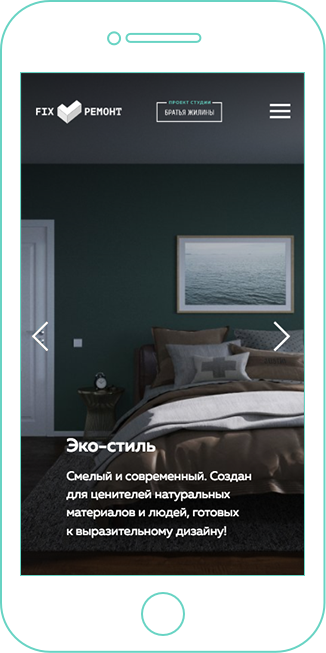 FIX РЕМОНТ
ПРОЕКТ СТУДИИ
БРАТЬЯ ЖИЛИНЫ
Эко-стиль
Смелый и современный. Создан
для ценителей натуральных
материалов и людей, готовых
к выразительному дизайну!